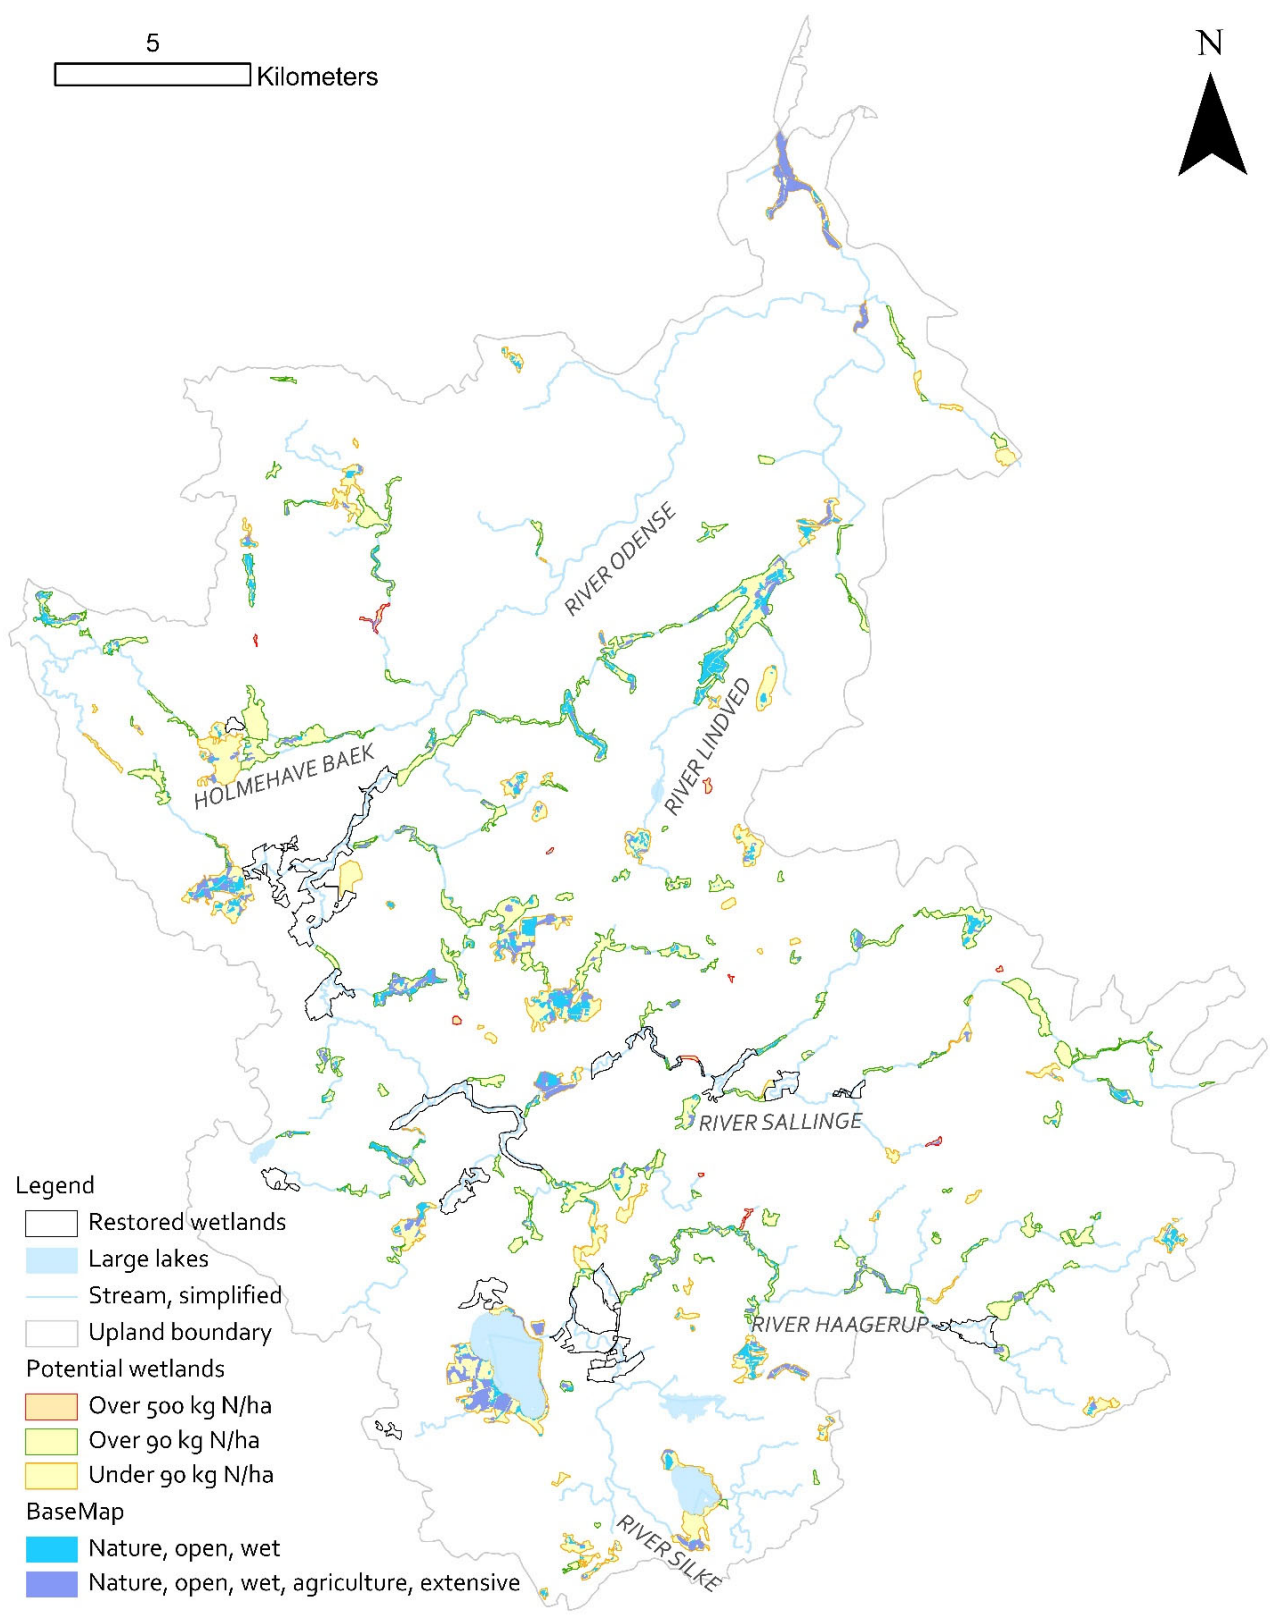 5
Kilometers
N
RIVER ODENSE
RIVER LINDVED
HOLMEHAVE BAEK
RIVER SALLINGE
RIVER HAAGERUP
RIVER SILKE
Legend
Restored wetlands
Large lakes
Stream, simplified
Upland boundary
Potential wetlands
Over 500 kg N/ha
Over 90 kg N/ha
Under 90 kg N/ha
BaseMap
Nature, open, wet
Nature, open, wet, agriculture, extensive